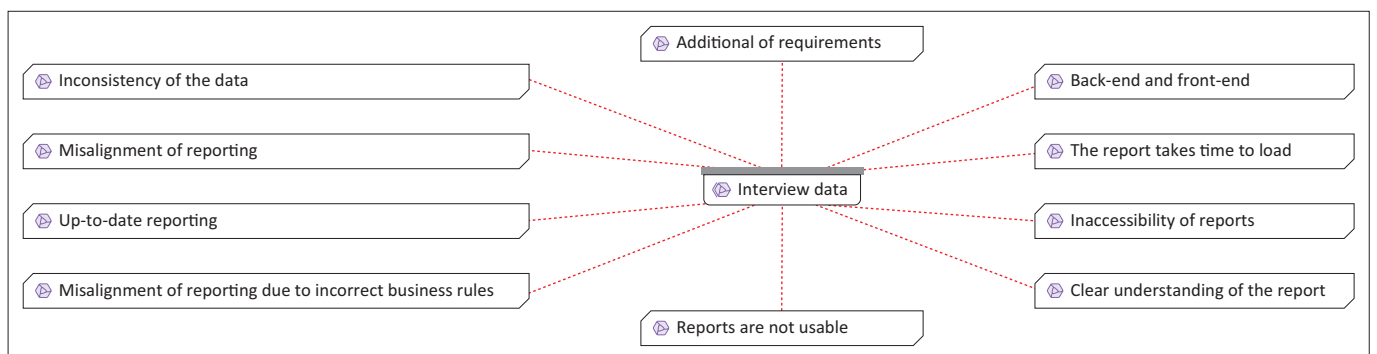 Additional of requirements
Inconsistency of the data
Back-end and front-end
Misalignment of reporting
The report takes time to load
Interview data
Up-to-date reporting
Inaccessibility of reports
Misalignment of reporting due to incorrect business rules
Clear understanding of the report
Reports are not usable